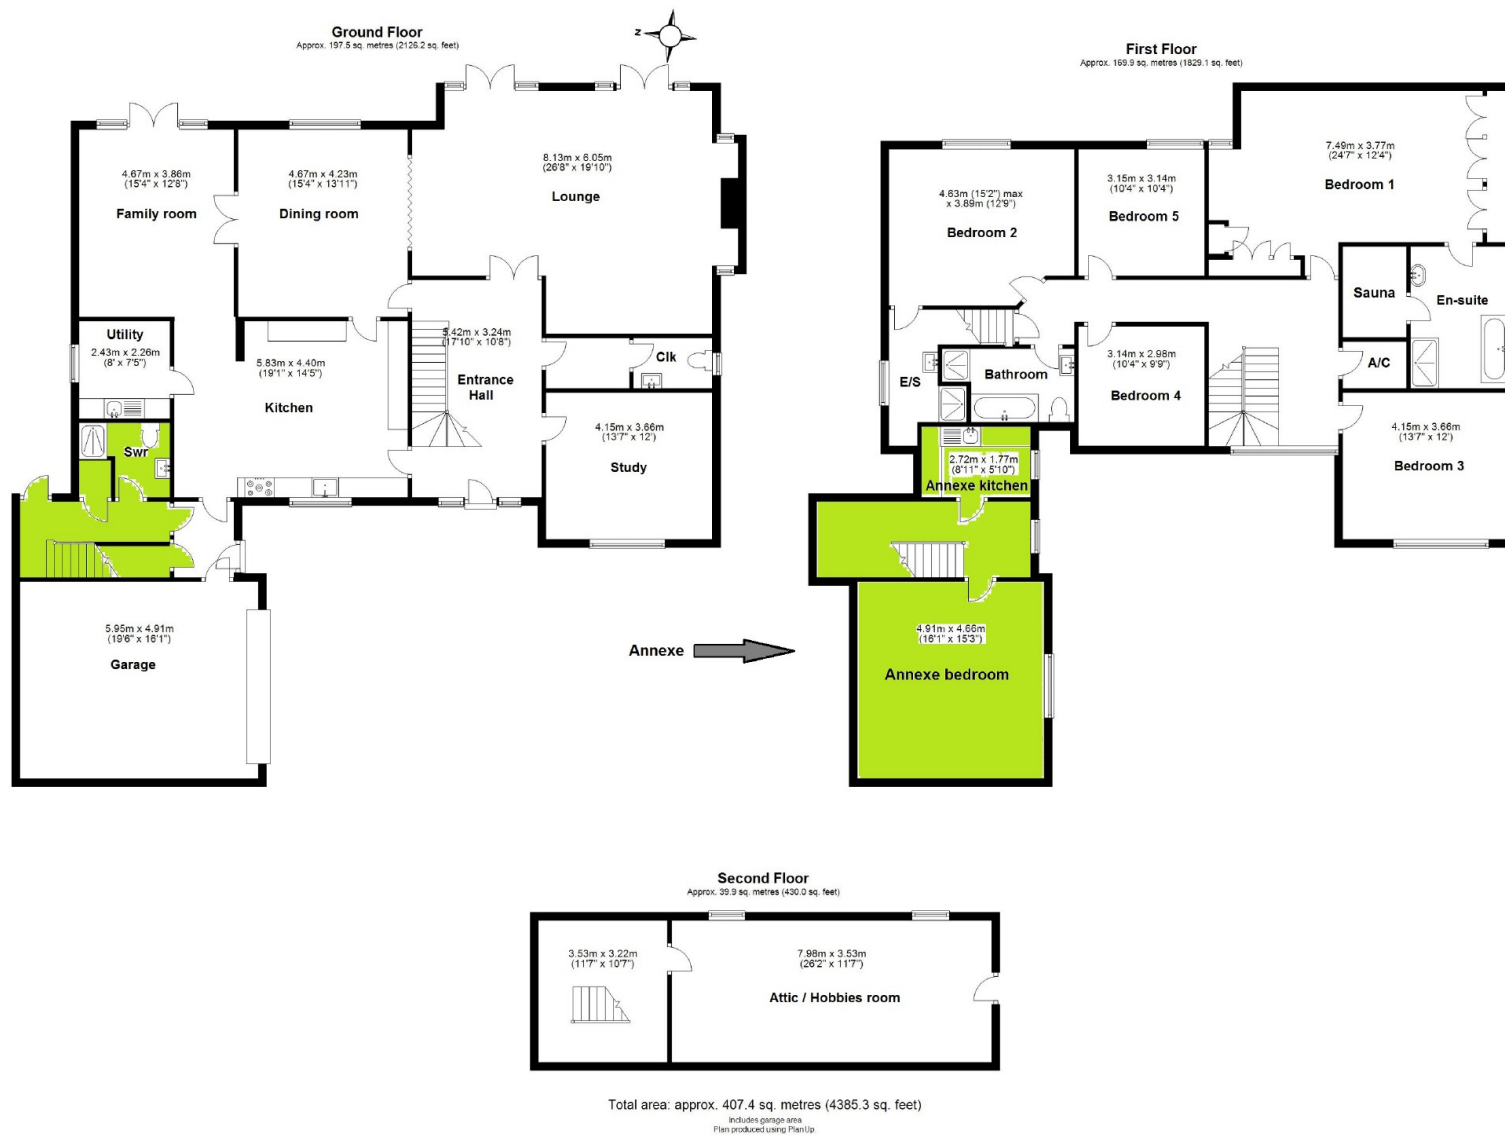 Ground Floor
Approx. 197.5 sq. metres (2126.2 sq. feet)
z
4.67m x 3.86m
(15'4" x 12'8")
Family room
4.67m x 4.23m
(15'4" x 13'11")
Dining room
8.13m x 6.05m
(26'8" x 19'10")
Lounge
Utility
2.43m x 2.26m
(8' x 7'5")
5.83m x 4.40m
(19'1" x 14'5")
Kitchen
5.42m x 3.24m
(17'10" x 10'8")
Entrance
Hall
Clk
4.15m x 3.66m
(13'7" x 12')
Study
Swr
5.95m x 4.91m
(19'6" x 16'1")
Garage
First Floor
Approx. 169.9 sq. metres (1829.1 sq. feet)
7.49m x 3.77m
(24'7" x 12'4")
Bedroom 1
4.63m (15'2") max
x 3.89m (12'9")
Bedroom 2
3.15m x 3.14m
(10'4" x 10'4")
Bedroom 5
Sauna
En-suite
A/C
E/S
Bathroom
3.14m x 2.98m
(10'4" x 9'9")
Bedroom 4
4.15m x 3.66m
(13'7" x 12')
Bedroom 3
2.72m x 1.77m
(8'11" x 5'10")
Annexe kitchen
4.91m x 4.66m
(16'1" x 15'3")
Annexe bedroom
Annexe
Second Floor
Approx. 39.9 sq. metres (430.0 sq. feet)
3.53m x 3.22m
(11'7" x 10'7")
7.98m x 3.53m
(26'2" x 11'7")
Attic / Hobbies room
Total area: approx. 407.4 sq. metres (4385.3 sq. feet)
Includes garage area
Plan produced using PlanUp.